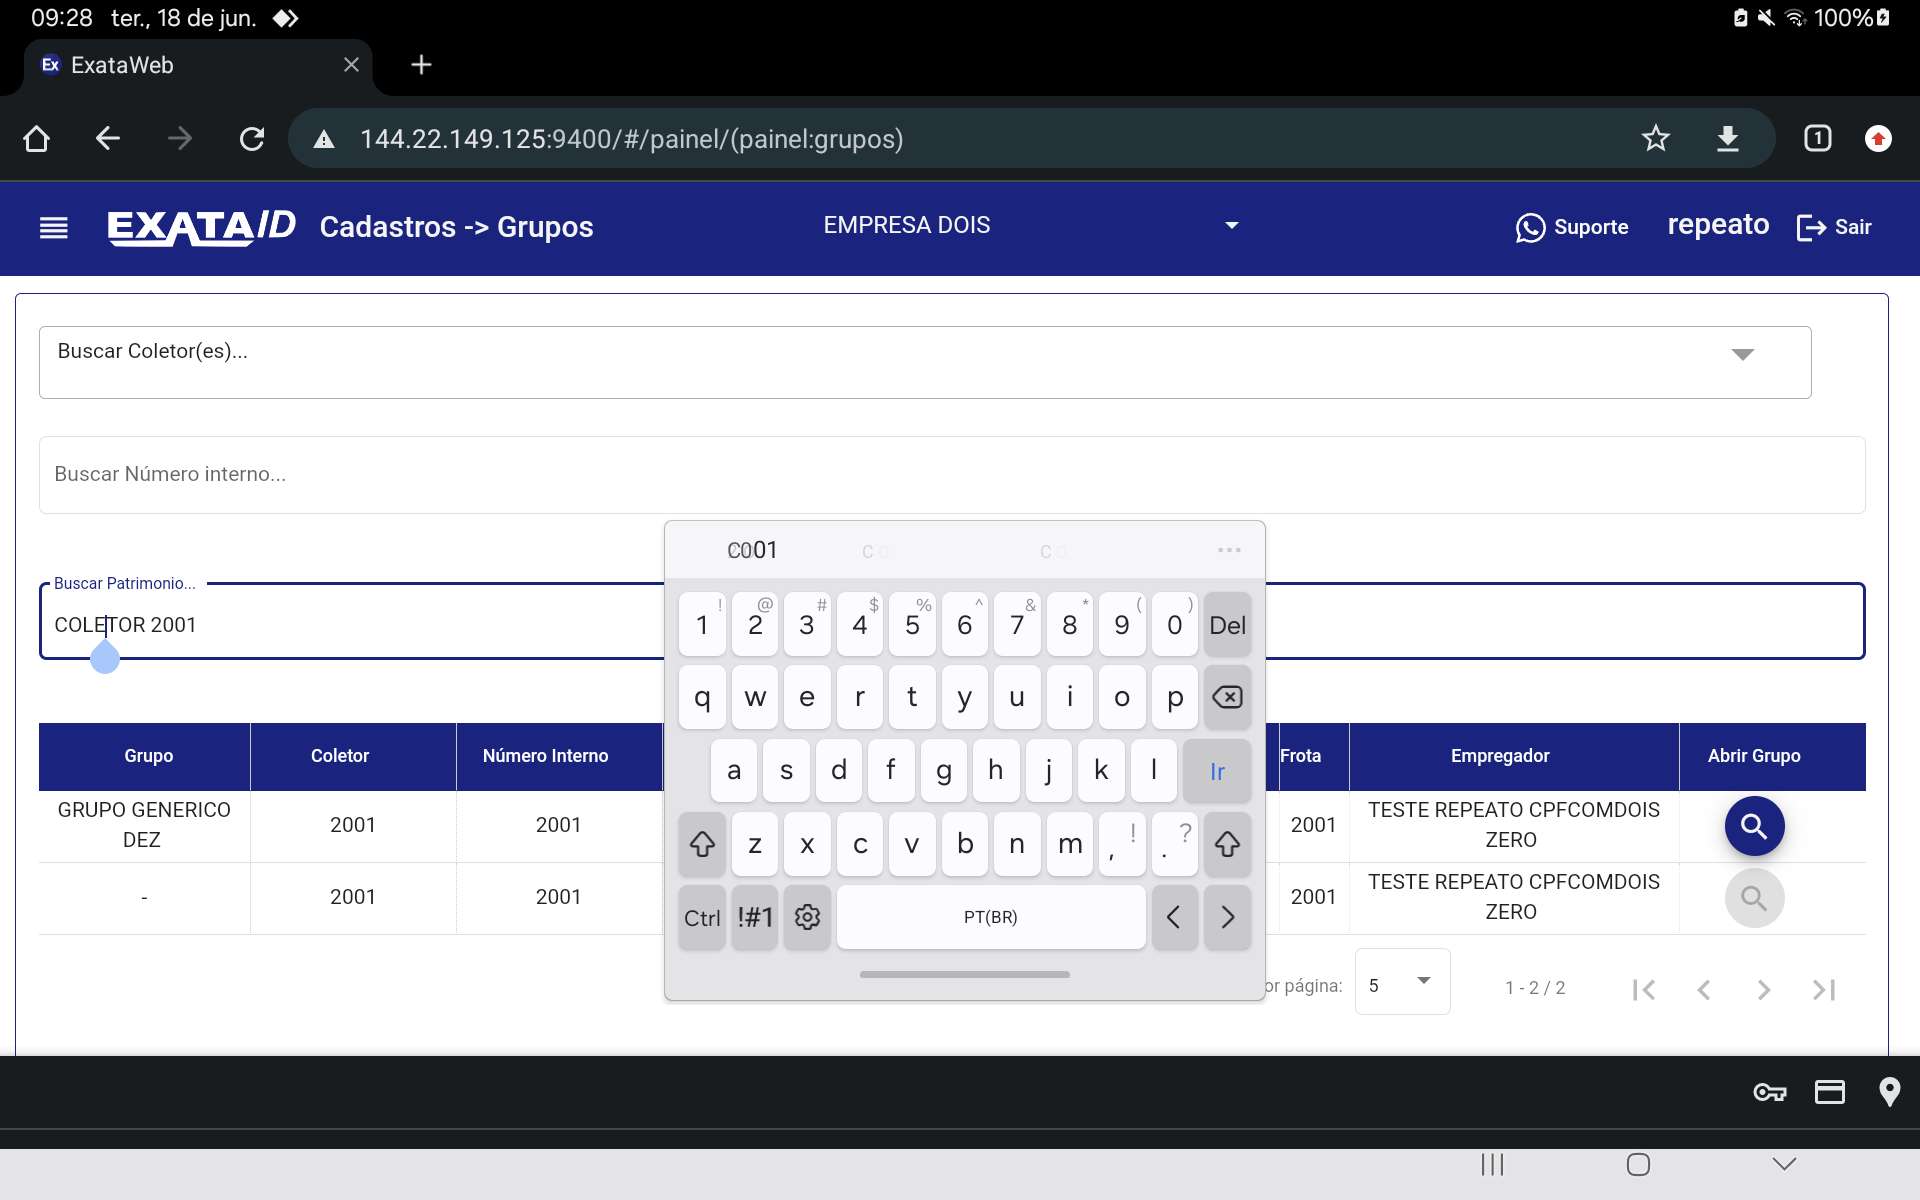 09:28 ter., 18 de jun. 100%
Ex ExataWeb
144.22.149.125:9400/#/painel/(painel:grupos) 1
EXATA/ID Cadastros -> Grupos EMPRESA DOIS Suporte repeato Sair
Buscar Coletor(es)...
Buscar Número interno...
Buscar Patrimonio...
COLETOR 2001
Grupo Coletor Número Interno Frota Empregador Abrir Grupo
GRUPO GENERICO DEZ 2001 2001 2001 TESTE REPEATO CPFCOMDOIS ZERO
- 2001 2001 2001 TESTE REPEATO CPFCOMDOIS ZERO
or página: 5 1 - 2 / 2
1 ! 2 @ 3 # 4 $ 5 % 6 ^ 7 & 8 * 9 ( 0 ) Del
q w e r t y u i o p
a s d f g h j k l Ir
z x c v b n m , ! . ?
Ctrl !#1 PT(BR)